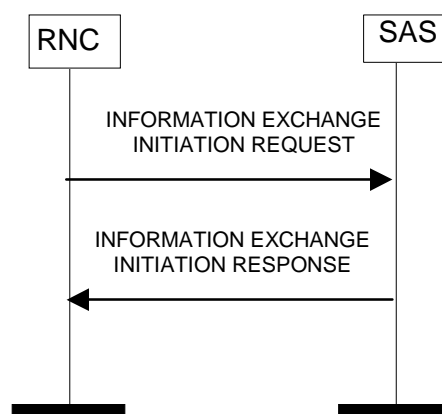 RNC
SAS
INFORMATION EXCHANGE
INITIATION REQUEST
INFORMATION EXCHANGE
INITIATION RESPONSE